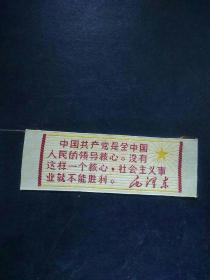 中国共产党是全中国
人民的领导核心。没有
这样一个核心，社会主义事
业就不能胜利。 毛泽东